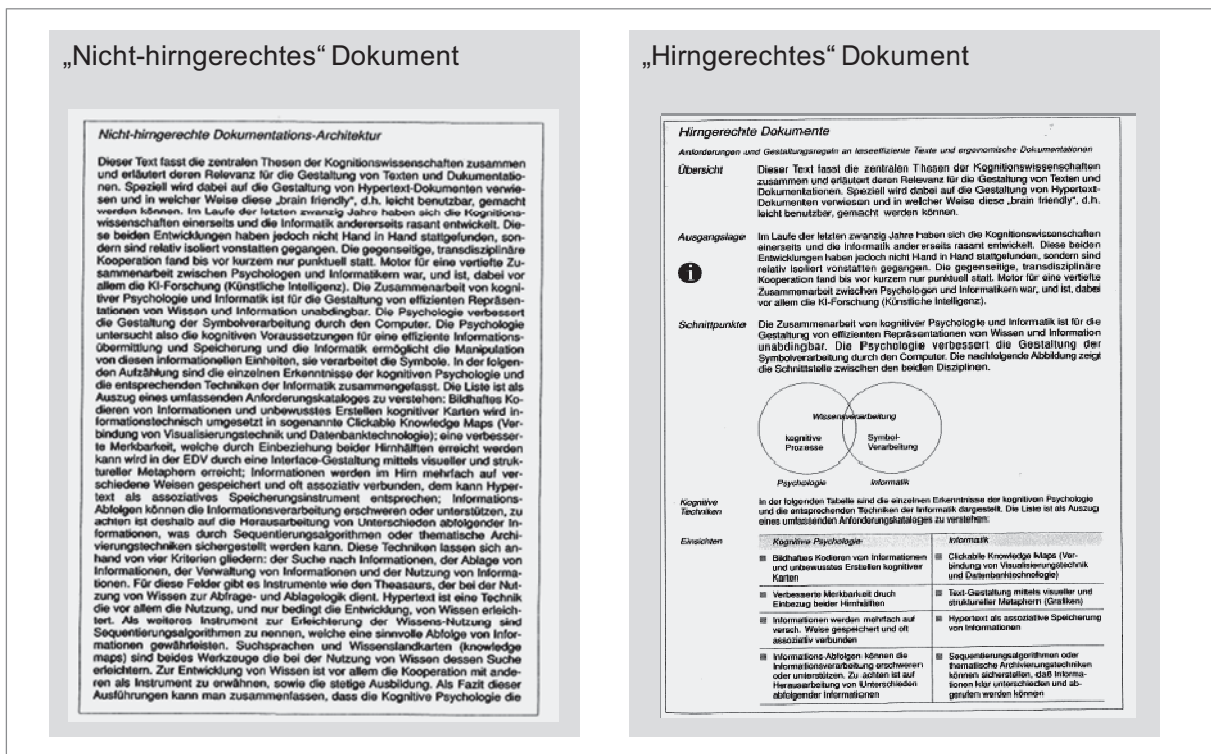 „Nicht-hirngerechtes“ Dokument
Nicht-hirngerechte Dokumentations-Architektur
Dieser Text fasst die zentralen Thesen der Kognitionswissenschaften zusammen
und erläutert deren Relevanz für die Gestaltung von Texten und Dukumentatio-
nen. Speziell wird dabei auf die Gestaltung von Hypertext-Dokumenten verwie-
sen und in welcher Weise diese „brain friendly“, d.h. leicht benutzbar, gemacht
werden können. Im Laufe der letzten zwanzig Jahre haben sich die Kognitions-
wissenschaften einerseits und die Informatik andererseits rasant entwickelt. Die-
se beiden Entwicklungen haben jedoch nicht Hand in Hand stattgefunden, son-
dern sind relativ isoliert vonstatten gegangen. Die gegenseitige, transdisziplinäre
Kooperation fand bis vor kurzem nur punktuell statt. Motor für eine vertiefte Zu-
sammenarbeit zwischen Psychologen und Informatikern war, und ist, dabei vor
allem die KI-Forschung (Künstliche Intelligenz). Die Zusammenarbeit von kogni-
tiver Psychologie und Informatik ist für die Gestaltung von effizienten Repräsen-
tationen von Wissen und Information unabdingbar. Die Psychologie verbessert
die Gestaltung der Symbolverarbeitung durch den Computer. Die Psychologie
untersucht also die kognitiven Voraussetzungen für eine effiziente Informations-
übermittlung und Speicherung und die Informatik ermöglicht die Manipulation
von diesen informationellen Einheiten, sie verarbeitet die Symbole. In der folgen-
den Aufzählung sind die einzelnen Erkenntnisse der kognitiven Psychologie und
die entsprechenden Techniken der Informatik zusammengefasst. Die Liste ist als
Auszug eines umfassenden Anforderungskataloges zu verstehen: Bildhaftes Ko-
dieren von Informationen und unbewusstes Erstellen kognitiver Karten wird in-
formationstechnisch umgesetzt in sogenannte Clickable Knowledge Maps (Ver-
bindung von Visualisierungstechnik und Datenbanktechnologie); eine verbesser-
te Merkbarkeit, welche durch Einbeziehung beider Hirnhälften erreicht werden
kann wird in der EDV durch eine Interface-Gestaltung mittels visueller und struk-
tureller Metaphern erreicht; Informationen werden im Hirn mehrfach auf ver-
schiedene Weisen gespeichert und oft assoziativ verbunden, dem kann Hyper-
text als assoziatives Speicherungsinstrument entsprechen; Informations-
Abfolgen können die Informationsverarbeitung erschweren oder unterstützen, zu
achten ist deshalb auf die Herausarbeitung von Unterschieden abfolgender In-
formationen, was durch Sequentierungsalgorithmen oder thematische Archi-
vierungstechniken sichergestellt werden kann. Diese Techniken lassen sich an-
hand von vier Kriterien gliedern: der Suche nach Informationen, der Ablage von
Informationen, der Verwaltung von Informationen und der Nutzung von Informa-
tionen. Für diese Felder gibt es Instrumente wie den Theasaurs, der bei der Nut-
zung von Wissen zur Abfrage- und Ablagelogik dient. Hypertext ist eine Technik
die vor allem die Nutzung, und nur bedingt die Entwicklung, von Wissen erleich-
tert. Als weiteres Instrument zur Erleichterung der Wissens-Nutzung sind
Sequentierungsalgorithmen zu nennen, welche eine sinnvolle Abfolge von Infor-
mationen gewährleisten. Suchsprachen und Wissenslandkarten (knowledge
maps) sind beides Werkzeuge die bei der Nutzung von Wissen dessen Suche
erleichtern. Zur Entwicklung von Wissen ist vor allem die Kooperation mit ande-
ren als Instrument zu erwähnen, sowie die stetige Ausbildung. Als Fazit dieser
Ausführungen kann man zusammenfassen, dass die Kognitive Psychologie die
„Hirngerechtes“ Dokument
Hirngerechte Dokumente
Anforderungen und Gestaltungsregeln an leseeffiziente Texte und ergonomische Dokumentationen
Übersicht
Dieser Text fasst die zentralen Thesen der Kognitionswissenschaften
zusammen und erläutert deren Relevanz für die Gestaltung von Texten und
Dokumentationen. Speziell wird dabei auf die Gestaltung von Hypertext-
Dokumenten verwiesen und in welcher Weise diese „brain friendly“, d.h.
leicht benutzbar, gemacht werden können.
Ausgangslage
Im Laufe der letzten zwanzig Jahre haben sich die Kognitionswissenschaften
einerseits und die Informatik andererseits rasant entwickelt. Diese beiden
Entwicklungen haben jedoch nicht Hand in Hand stattgefunden, sondern sind
relativ isoliert vonstatten gegangen. Die gegenseitige, transdisziplinäre
Kooperation fand bis vor kurzem nur punktuell statt. Motor für eine vertiefte
Zusammenarbeit zwischen Psychologen und Informatikern war, und ist, dabei
vor allem die KI-Forschung (Künstliche Intelligenz).
Schnittpunkte
Die Zusammenarbeit von kognitiver Psychologie und Informatik ist für die
Gestaltung von effizienten Repräsentationen von Wissen und Information
unabdingbar. Die Psychologie verbessert die Gestaltung der
Symbolverarbeitung durch den Computer. Die nachfolgende Abbildung zeigt
die Schnittstelle zwischen den beiden Disziplinen.
Wissensverarbeitung
kognitive
Prozesse
Symbol-
Verarbeitung
Psychologie
Informatik
Kognitive
Techniken
In der folgenden Tabelle sind die einzelnen Erkenntnisse der kognitiven Psychologie
und die entsprechenden Techniken der Informatik dargestellt. Die Liste ist als Auszug
eines umfassenden Anforderungskataloges zu verstehen:
Einsichten
Kognitive Psychologie
Informatik
Bildhaftes Kodieren von Informationen
und unbewusstes Erstellen kognitiver
Karten
Clickable Knowledge Maps (Ver-
bindung von Visualisierungstechnik
und Datenbanktechnologie)
Verbesserte Merkbarkeit druch
Einbezug beider Hirnhälften
Text-Gestaltung mittels visueller und
struktureller Metaphern (Grafiken)
Informationen werden mehrfach auf
versch. Weise gespeichert und oft
assoziativ verbunden
Hypertext als assoziative Speicherung
von Informationen
Informations-Abfolgen können die
Informationsverarbeitung erschweren
oder unterstützen. Zu achten ist auf
Herausarbeitung von Unterschieden
abfolgender Informationen
Sequentierungsalgorithmen oder
thematische Archivierungstechniken
können sicherstellen, daß Informa-
tionen klar unterschieden und ab-
gerufen werden können